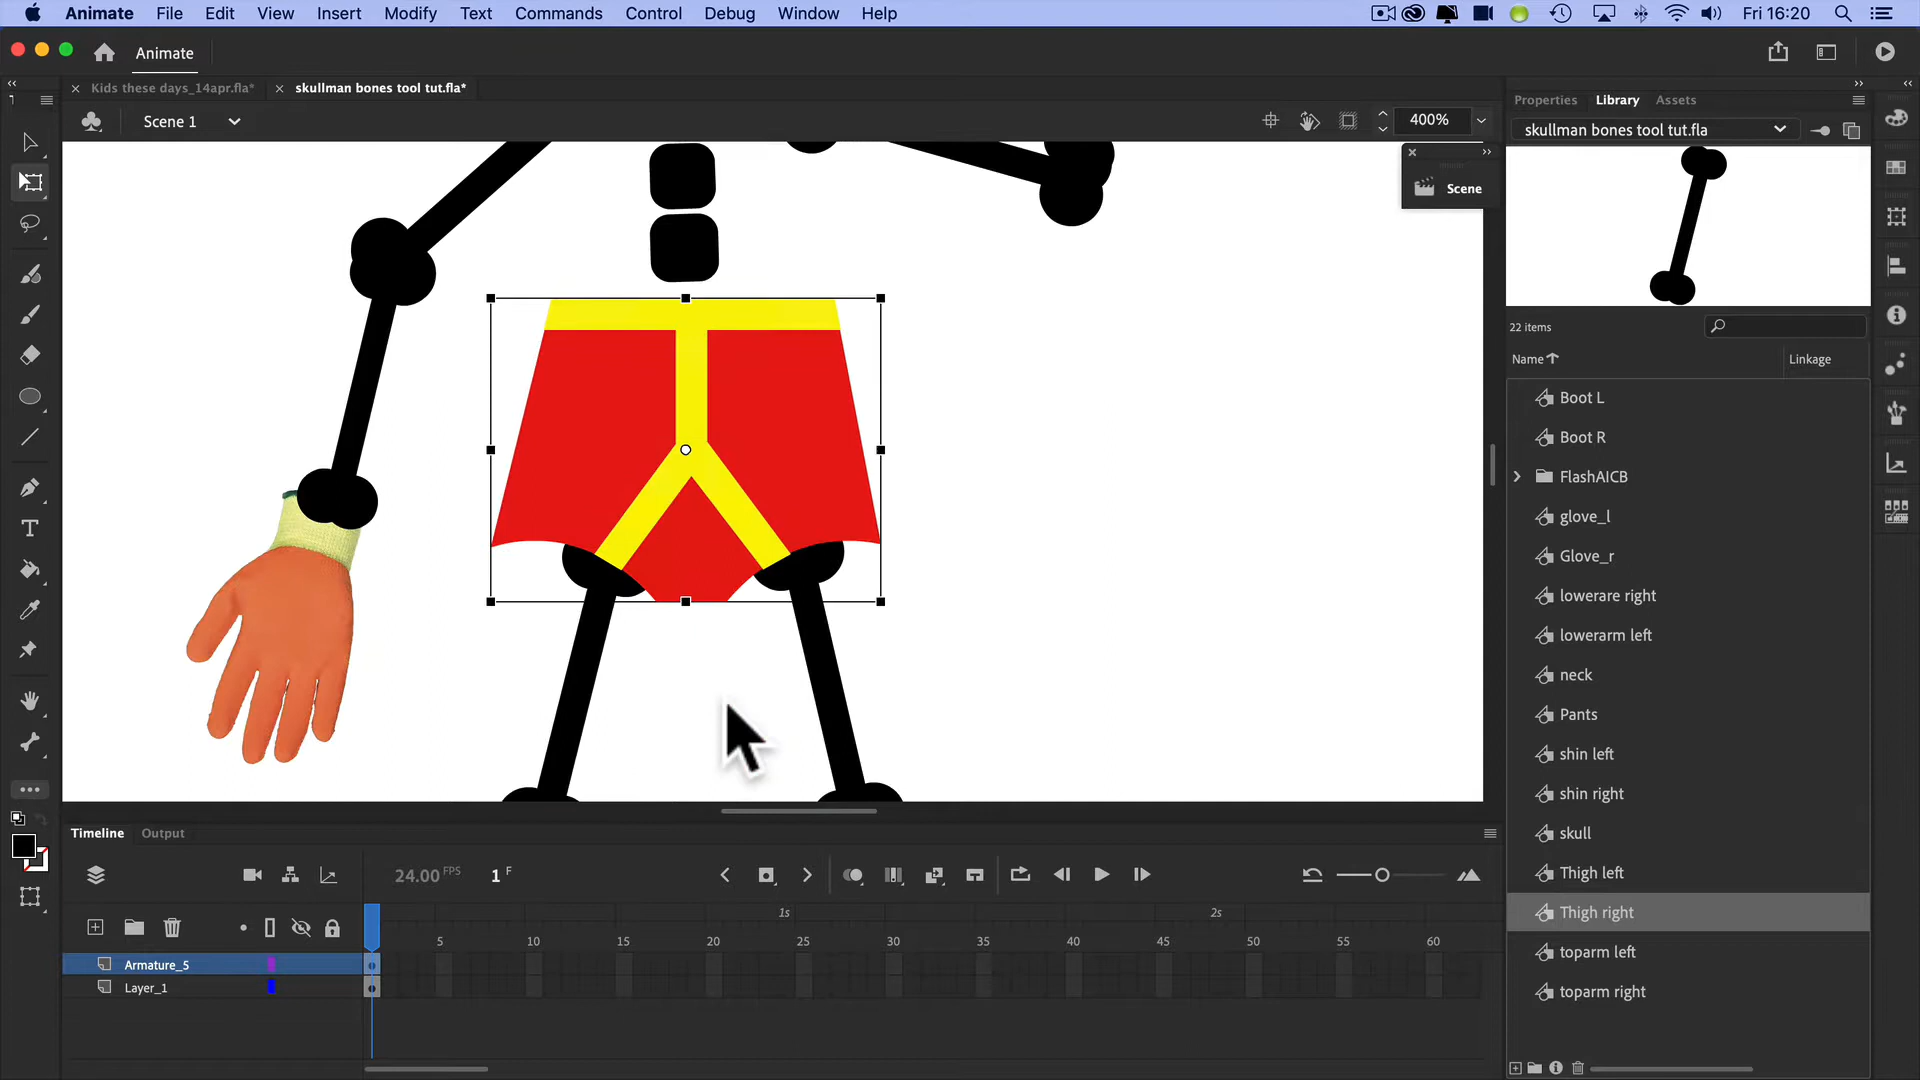 Animate File Edit View Insert Modify Text Commands Control Debug Window Help Fri 16:20
Animate
Kids these days_14apr.fla* skullman bones tool tut.fla*
Scene 1 400%
Scene
Properties Library Assets
skullman bones tool tut.fla
22 items
Name Linkage
Boot L
Boot R
FlashAICB
glove_l
Glove_r
lowerare right
lowerarm left
neck
Pants
shin left
shin right
skull
Thigh left
Thigh right
toparm left
toparm right
Timeline Output
24.00 FPS 1 F
1s 2s
5 10 15 20 25 30 35 40 45 50 55 60
Armature_5
Layer_1